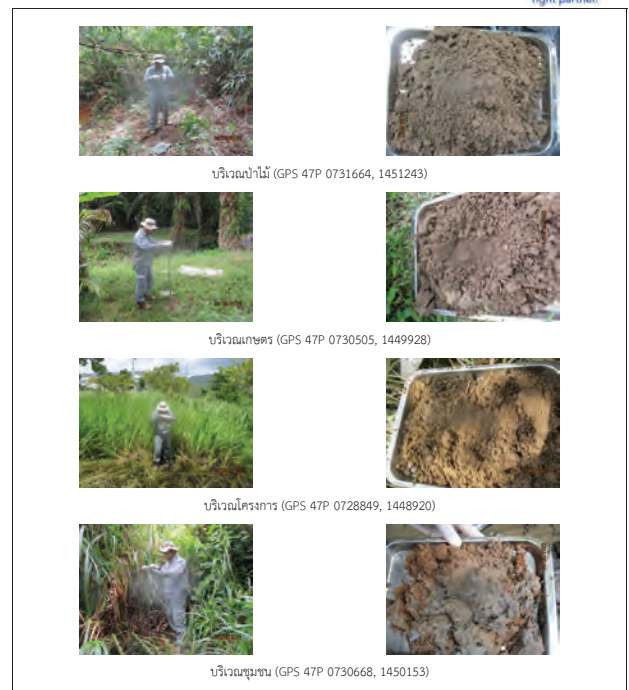 right partner.
บริเวณป่าไม้ (GPS 47P 0731664, 1451243)
บริเวณเกษตร (GPS 47P 0730505, 1449928)
บริเวณโครงการ (GPS 47P 0728849, 1448920)
บริเวณชุมชน (GPS 47P 0730668, 1450153)